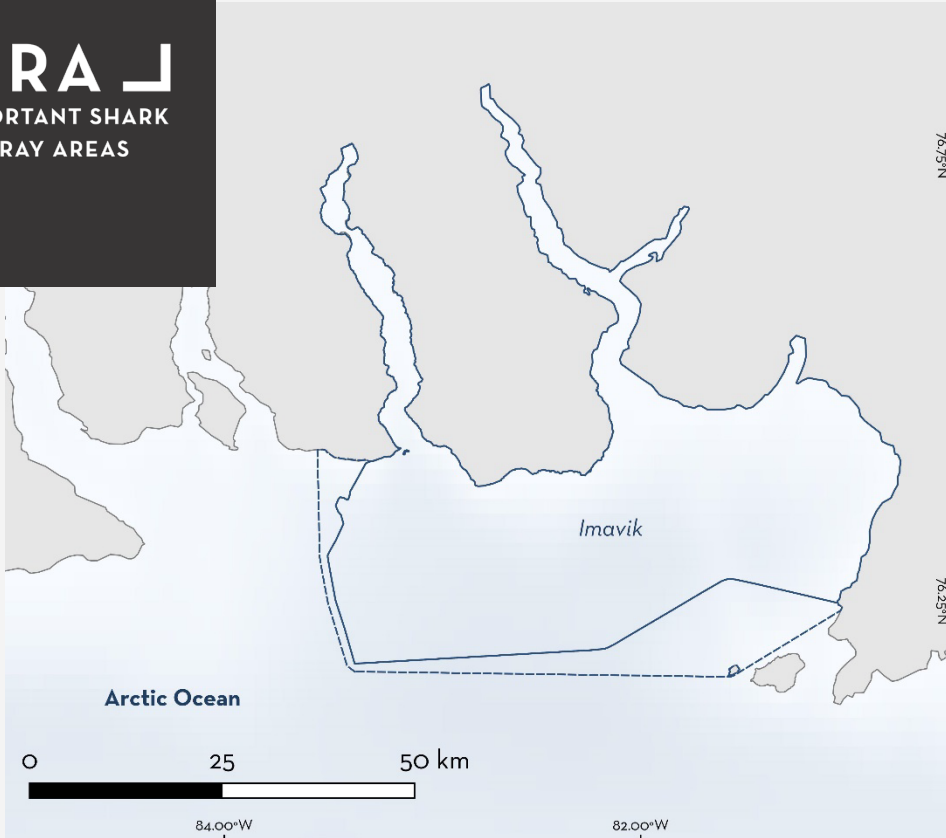 RA
ORTANT SHARK
RAY AREAS
76.75°N
Imavik
76.25°N
Arctic Ocean
0 25 50 km
84.00°W 82.00°W